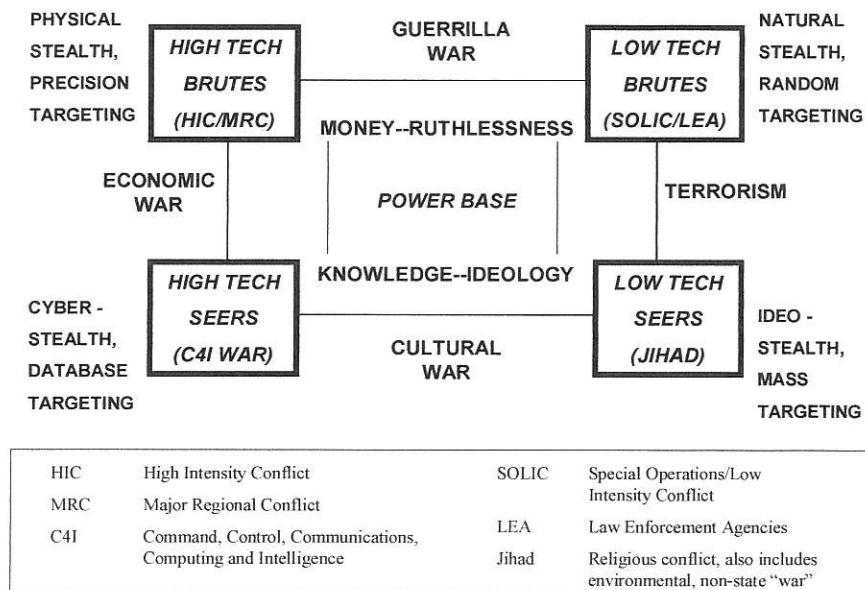 PHYSICAL
STEALTH,
PRECISION
TARGETING
HIGH TECH
BRUTES
(HIC/MRC)
GUERRILLA
WAR
LOW TECH
BRUTES
(SOLIC/LEA)
NATURAL
STEALTH,
RANDOM
TARGETING
MONEY--RUTHLESSNESS
ECONOMIC
WAR
POWER BASE
TERRORISM
KNOWLEDGE--IDEOLOGY
CYBER -
STEALTH,
DATABASE
TARGETING
HIGH TECH
SEERS
(C4I WAR)
CULTURAL
WAR
LOW TECH
SEERS
(JIHAD)
IDEO -
STEALTH,
MASS
TARGETING
HIC High Intensity Conflict
MRC Major Regional Conflict
C4I Command, Control, Communications,
Computing and Intelligence
SOLIC Special Operations/Low
Intensity Conflict
LEA Law Enforcement Agencies
Jihad Religious conflict, also includes
environmental, non-state “war”